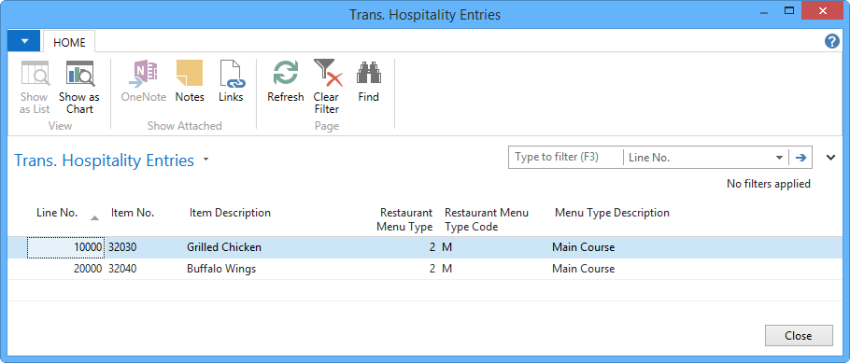 Trans. Hospitality Entries
HOME
Show as List
Show as Chart
OneNote
Notes
Links
Refresh
Clear Filter
Find
View
Show Attached
Page
Trans. Hospitality Entries
Type to filter (F3) Line No.
No filters applied
Line No. Item No. Item Description Restaurant Menu Type Restaurant Menu Type Code Menu Type Description
10000 32030 Grilled Chicken 2 M Main Course
20000 32040 Buffalo Wings 2 M Main Course
Close